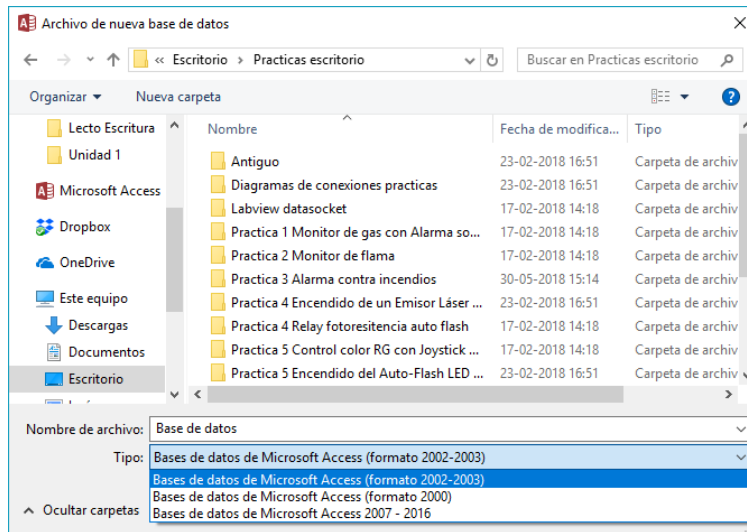 Archivo de nueva base de datos
« Escritorio > Practicas escritorio
Buscar en Practicas escritorio
Organizar Nueva carpeta
Lecto Escritura
Unidad 1
Microsoft Access
Dropbox
OneDrive
Este equipo
Descargas
Documentos
Escritorio
Nombre Fecha de modifica... Tipo
Antiguo 23-02-2018 16:51 Carpeta de archiv
Diagramas de conexiones practicas 23-02-2018 16:51 Carpeta de archiv
Labview datasocket 17-02-2018 14:18 Carpeta de archiv
Practica 1 Monitor de gas con Alarma so... 17-02-2018 14:18 Carpeta de archiv
Practica 2 Monitor de flama 17-02-2018 14:18 Carpeta de archiv
Practica 3 Alarma contra incendios 30-05-2018 15:14 Carpeta de archiv
Practica 4 Encendido de un Emisor Láser ... 23-02-2018 16:51 Carpeta de archiv
Practica 4 Relay fotoresitencia auto flash 17-02-2018 14:18 Carpeta de archiv
Practica 5 Control color RG con Joystick ... 17-02-2018 14:18 Carpeta de archiv
Practica 5 Encendido del Auto-Flash LED ... 23-02-2018 16:51 Carpeta de archiv
Nombre de archivo: Base de datos
Tipo: Bases de datos de Microsoft Access (formato 2002-2003)
Bases de datos de Microsoft Access (formato 2002-2003)
Bases de datos de Microsoft Access (formato 2000)
Bases de datos de Microsoft Access 2007 - 2016
Ocultar carpetas